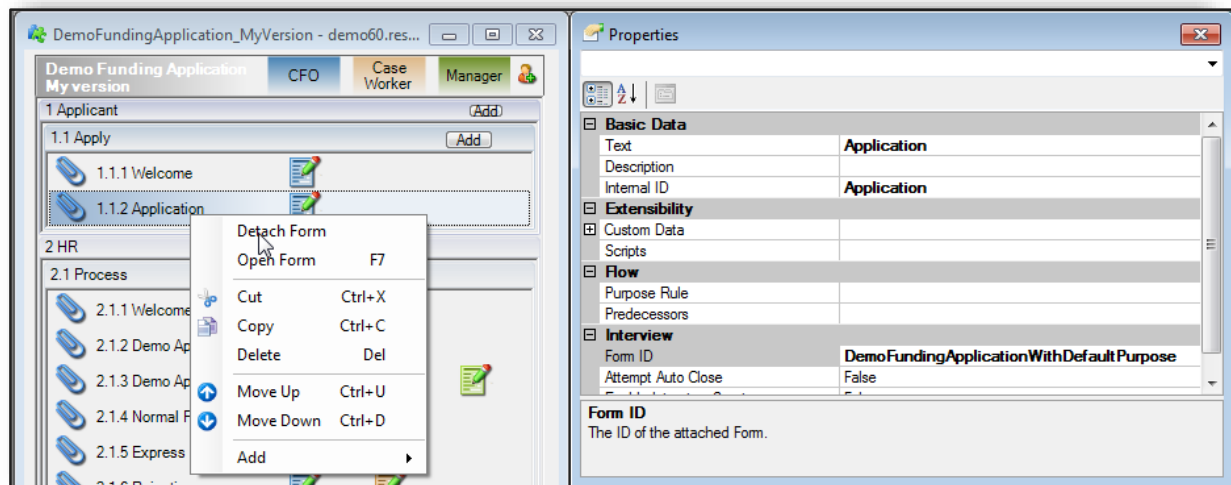 DemoFundingApplication_MyVersion - demo60.res...
Demo Funding Application
My version
CFO
Case
Worker
Manager
1 Applicant
Add
1.1 Apply
Add
1.1.1 Welcome
1.1.2 Application
2 HR
2.1 Process
2.1.1 Welcome
2.1.2 Demo Ap
2.1.3 Demo Ap
2.1.4 Normal F
2.1.5 Express
Detach Form
Open Form F7
Cut Ctrl+X
Copy Ctrl+C
Delete Del
Move Up Ctrl+U
Move Down Ctrl+D
Add
Properties
Basic Data
Text Application
Description
Internal ID Application
Extensibility
Custom Data
Scripts
Flow
Purpose Rule
Predecessors
Interview
Form ID DemoFundingApplicationWithDefaultPurpose
Attempt Auto Close False
Form ID
The ID of the attached Form.